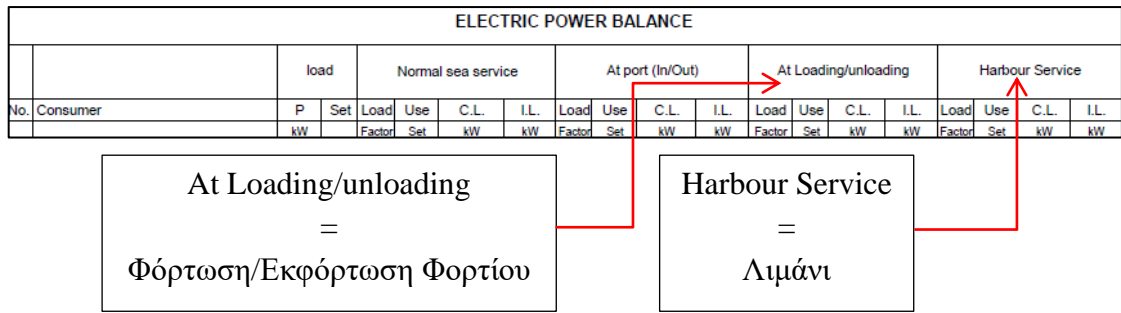 ELECTRIC POWER BALANCE
load Normal sea service At port (In/Out) At Loading/unloading Harbour Service
No. Consumer P Set Load Use C.L. I.L. Load Use C.L. I.L. Load Use C.L. I.L. Load Use C.L. I.L.
kW Factor Set kW kW Factor Set kW kW Factor Set kW kW Factor Set kW kW
At Loading/unloading
=
Φόρτωση/Εκφόρτωση Φορτίου
Harbour Service
=
Λιμάνι